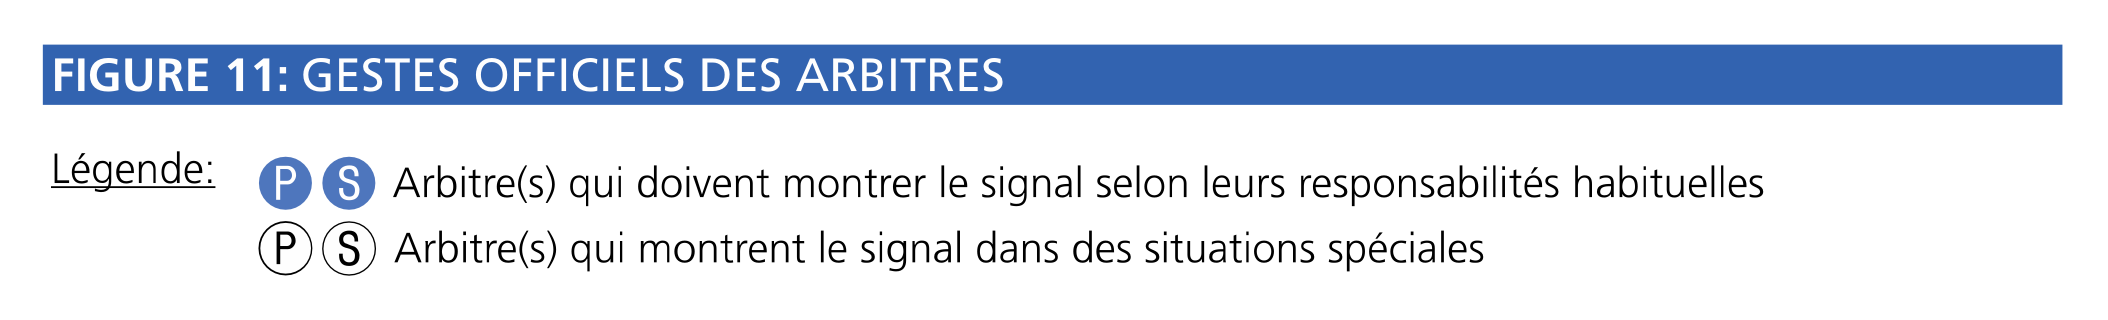 FIGURE 11: GESTES OFFICIELS DES ARBITRES
Légende:
P S Arbitre(s) qui doivent montrer le signal selon leurs responsabilités habituelles
P S Arbitre(s) qui montrent le signal dans des situations spéciales